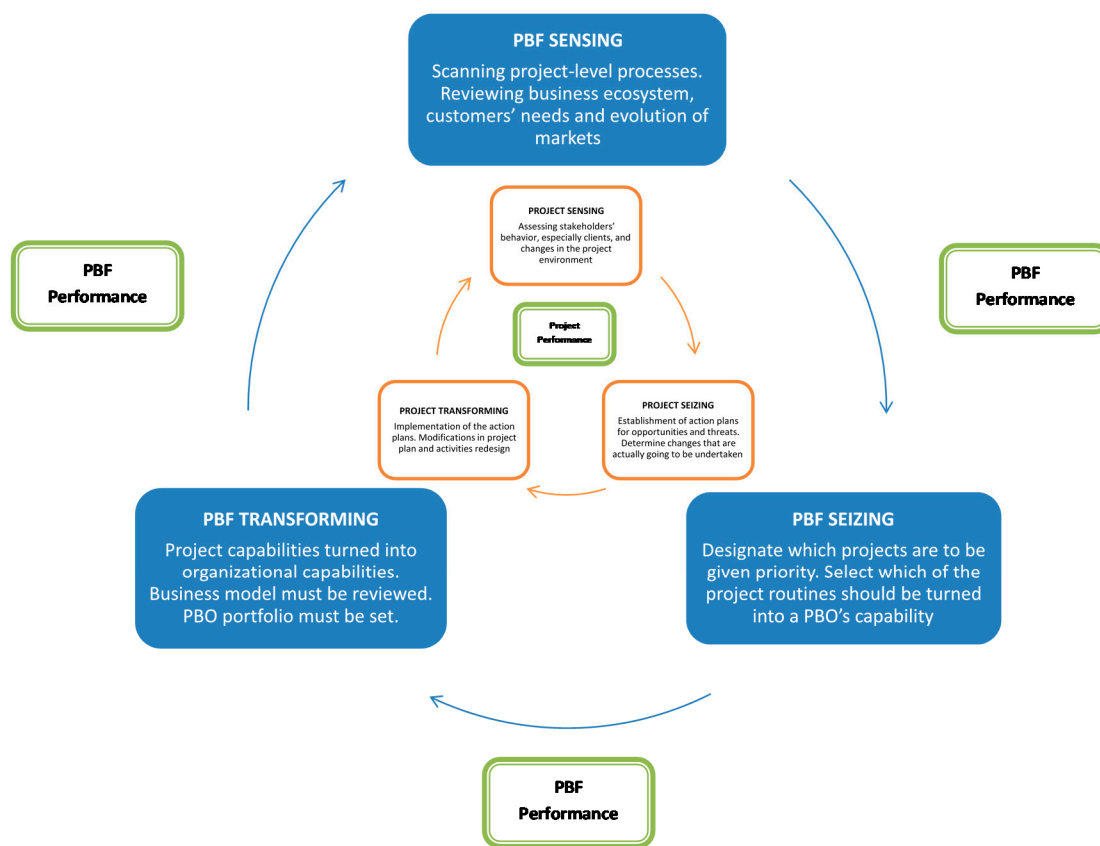 PBF SENSING
Scanning project-level processes.
Reviewing business ecosystem,
customers’ needs and evolution of
markets
PROJECT SENSING
Assessing stakeholders’
behavior, especially clients, and
changes in the project
environment
PBF
Performance
PBF
Performance
Project
Performance
PROJECT TRANSFORMING
Implementation of the action
plans. Modifications in project
plan and activities redesign
PROJECT SEIZING
Establishment of action plans
for opportunities and threats.
Determine changes that are
actually going to be undertaken
PBF TRANSFORMING
Project capabilities turned into
organizational capabilities.
Business model must be reviewed.
PBO portfolio must be set.
PBF SEIZING
Designate which projects are to be
given priority. Select which of the
project routines should be turned
into a PBO’s capability
PBF
Performance